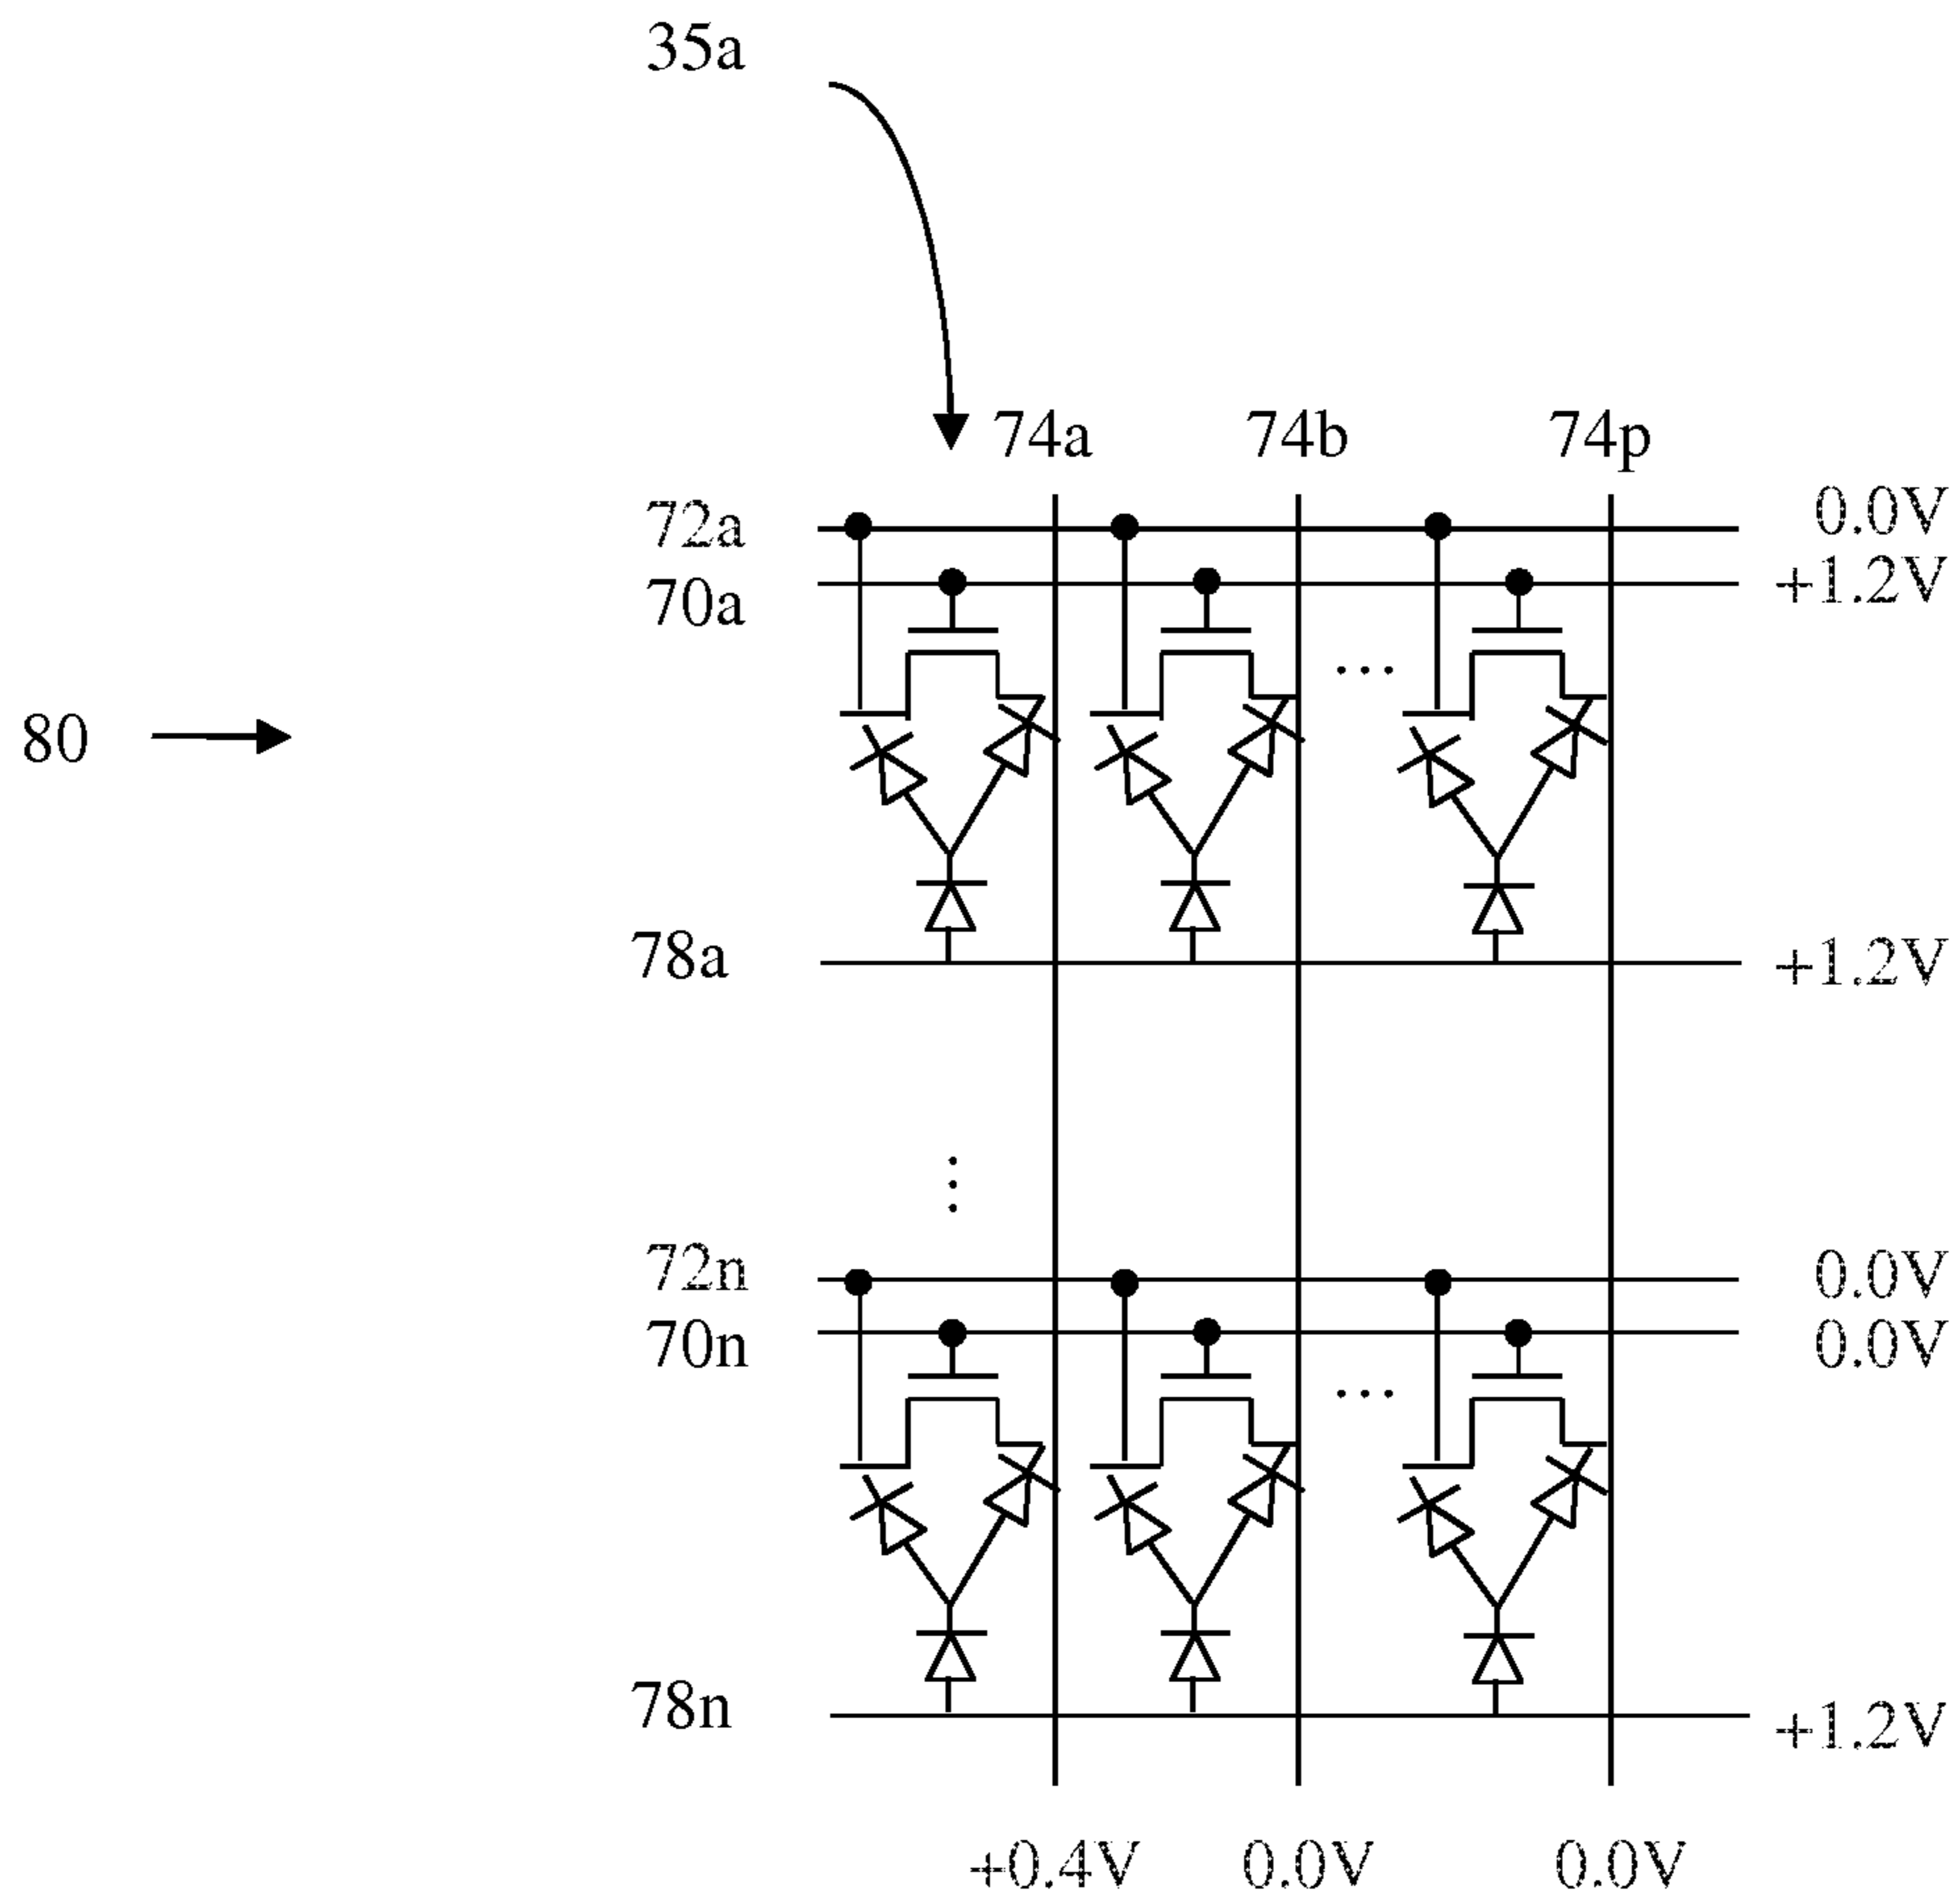 35a
74a 74b 74p
72a 0.0V
70a +1.2V
...
80
78a +1.2V
72n 0.0V
70n 0.0V
...
78n +1.2V
+0.4V 0.0V 0.0V